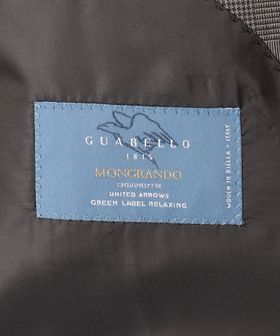 GUABELLO
1815
MONGRANDO
EXCLUSIVELY FOR
UNITED ARROWS
GREEN LABEL RELAXING
WOVEN IN BIELLA • ITALY